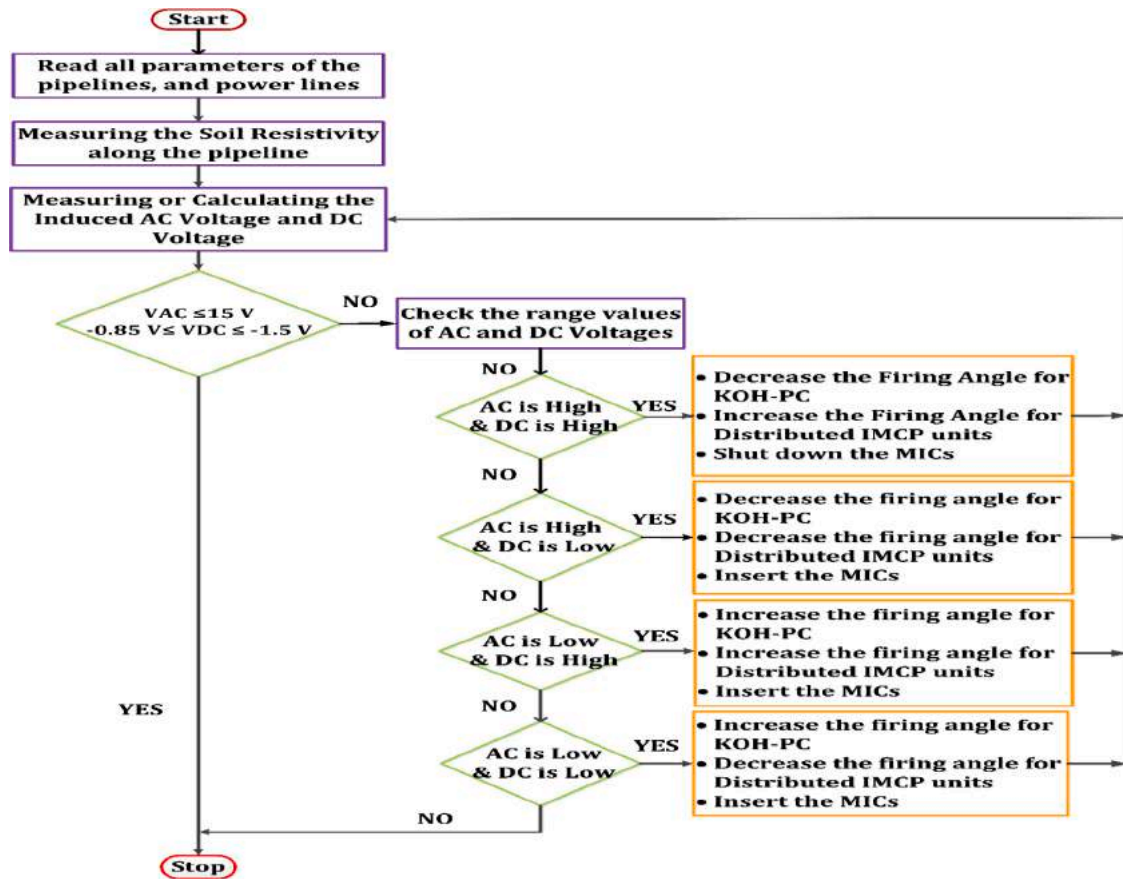 Start
Read all parameters of the
pipelines, and power lines
Measuring the Soil Resistivity
along the pipeline
Measuring or Calculating the
Induced AC Voltage and DC
Voltage
VAC ≤15 V
-0.85 V≤ VDC ≤ -1.5 V
NO
Check the range values
of AC and DC Voltages
NO
AC is High
& DC is High
YES
• Decrease the Firing Angle for
KOH-PC
• Increase the Firing Angle for
Distributed IMCP units
• Shut down the MICs
NO
AC is High
& DC is Low
YES
• Decrease the firing angle for
KOH-PC
• Decrease the firing angle for
Distributed IMCP units
• Insert the MICs
NO
AC is Low
& DC is High
YES
• Increase the firing angle for
KOH-PC
• Increase the firing angle for
Distributed IMCP units
• Insert the MICs
NO
AC is Low
& DC is Low
YES
• Increase the firing angle for
KOH-PC
• Decrease the firing angle for
Distributed IMCP units
• Insert the MICs
YES
NO
Stop